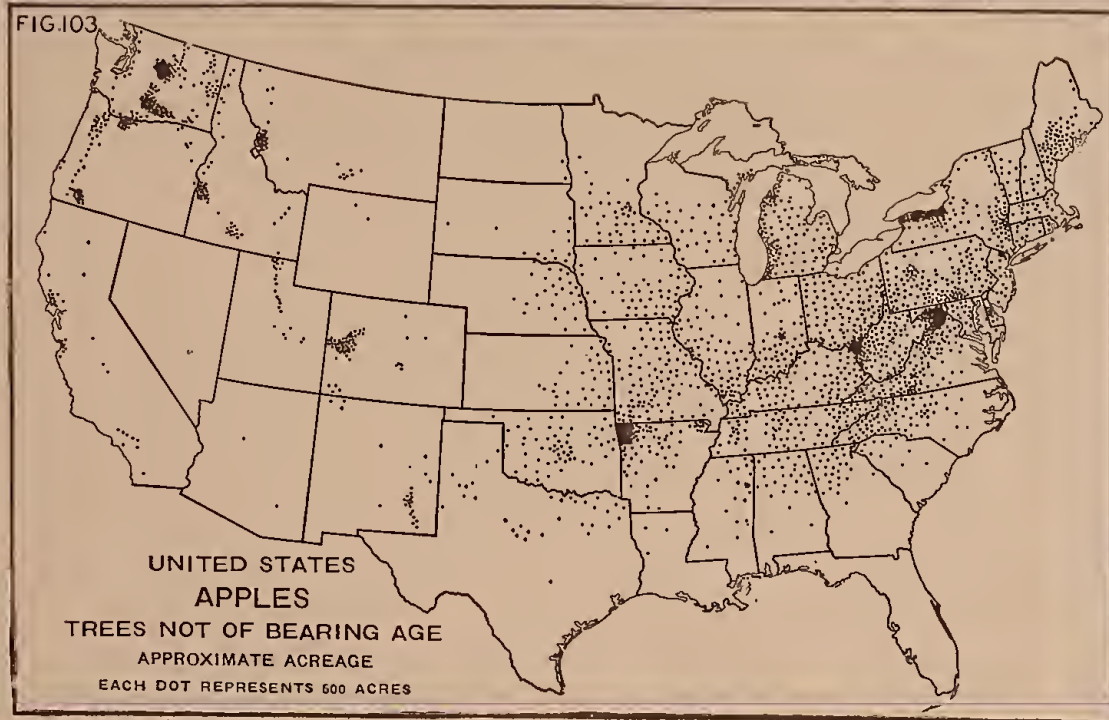 FIG.103
UNITED STATES
APPLES
TREES NOT OF BEARING AGE
APPROXIMATE ACREAGE
EACH DOT REPRESENTS 500 ACRES